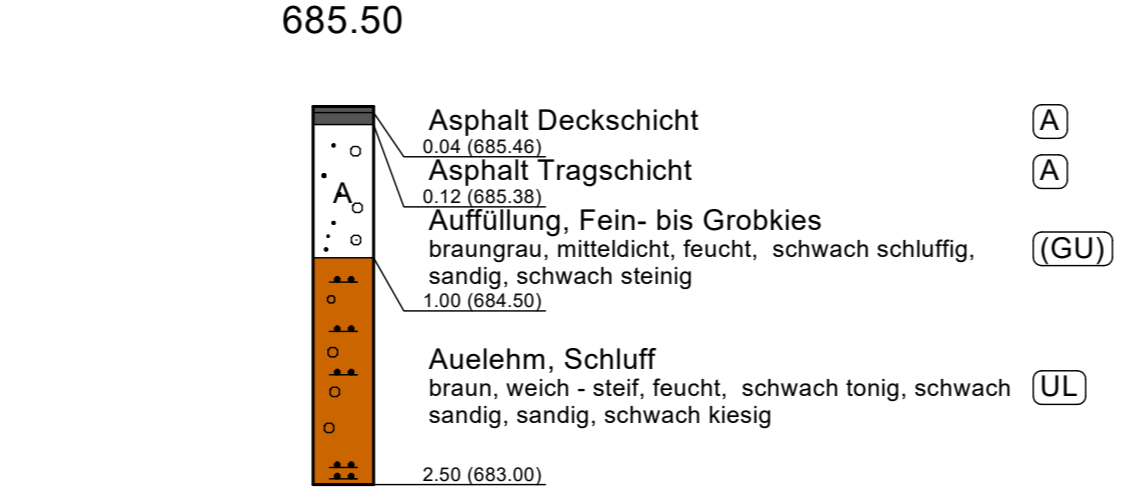 685.50
Asphalt Deckschicht A
0.04 (685.46)
Asphalt Tragschicht A
0.12 (685.38)
A
Auffüllung, Fein- bis Grobkies
braungrau, mitteldicht, feucht, schwach schluffig, (GU)
sandig, schwach steinig
1.00 (684.50)
Auelehm, Schluff
braun, weich - steif, feucht, schwach tonig, schwach UL
sandig, sandig, schwach kiesig
2.50 (683.00)